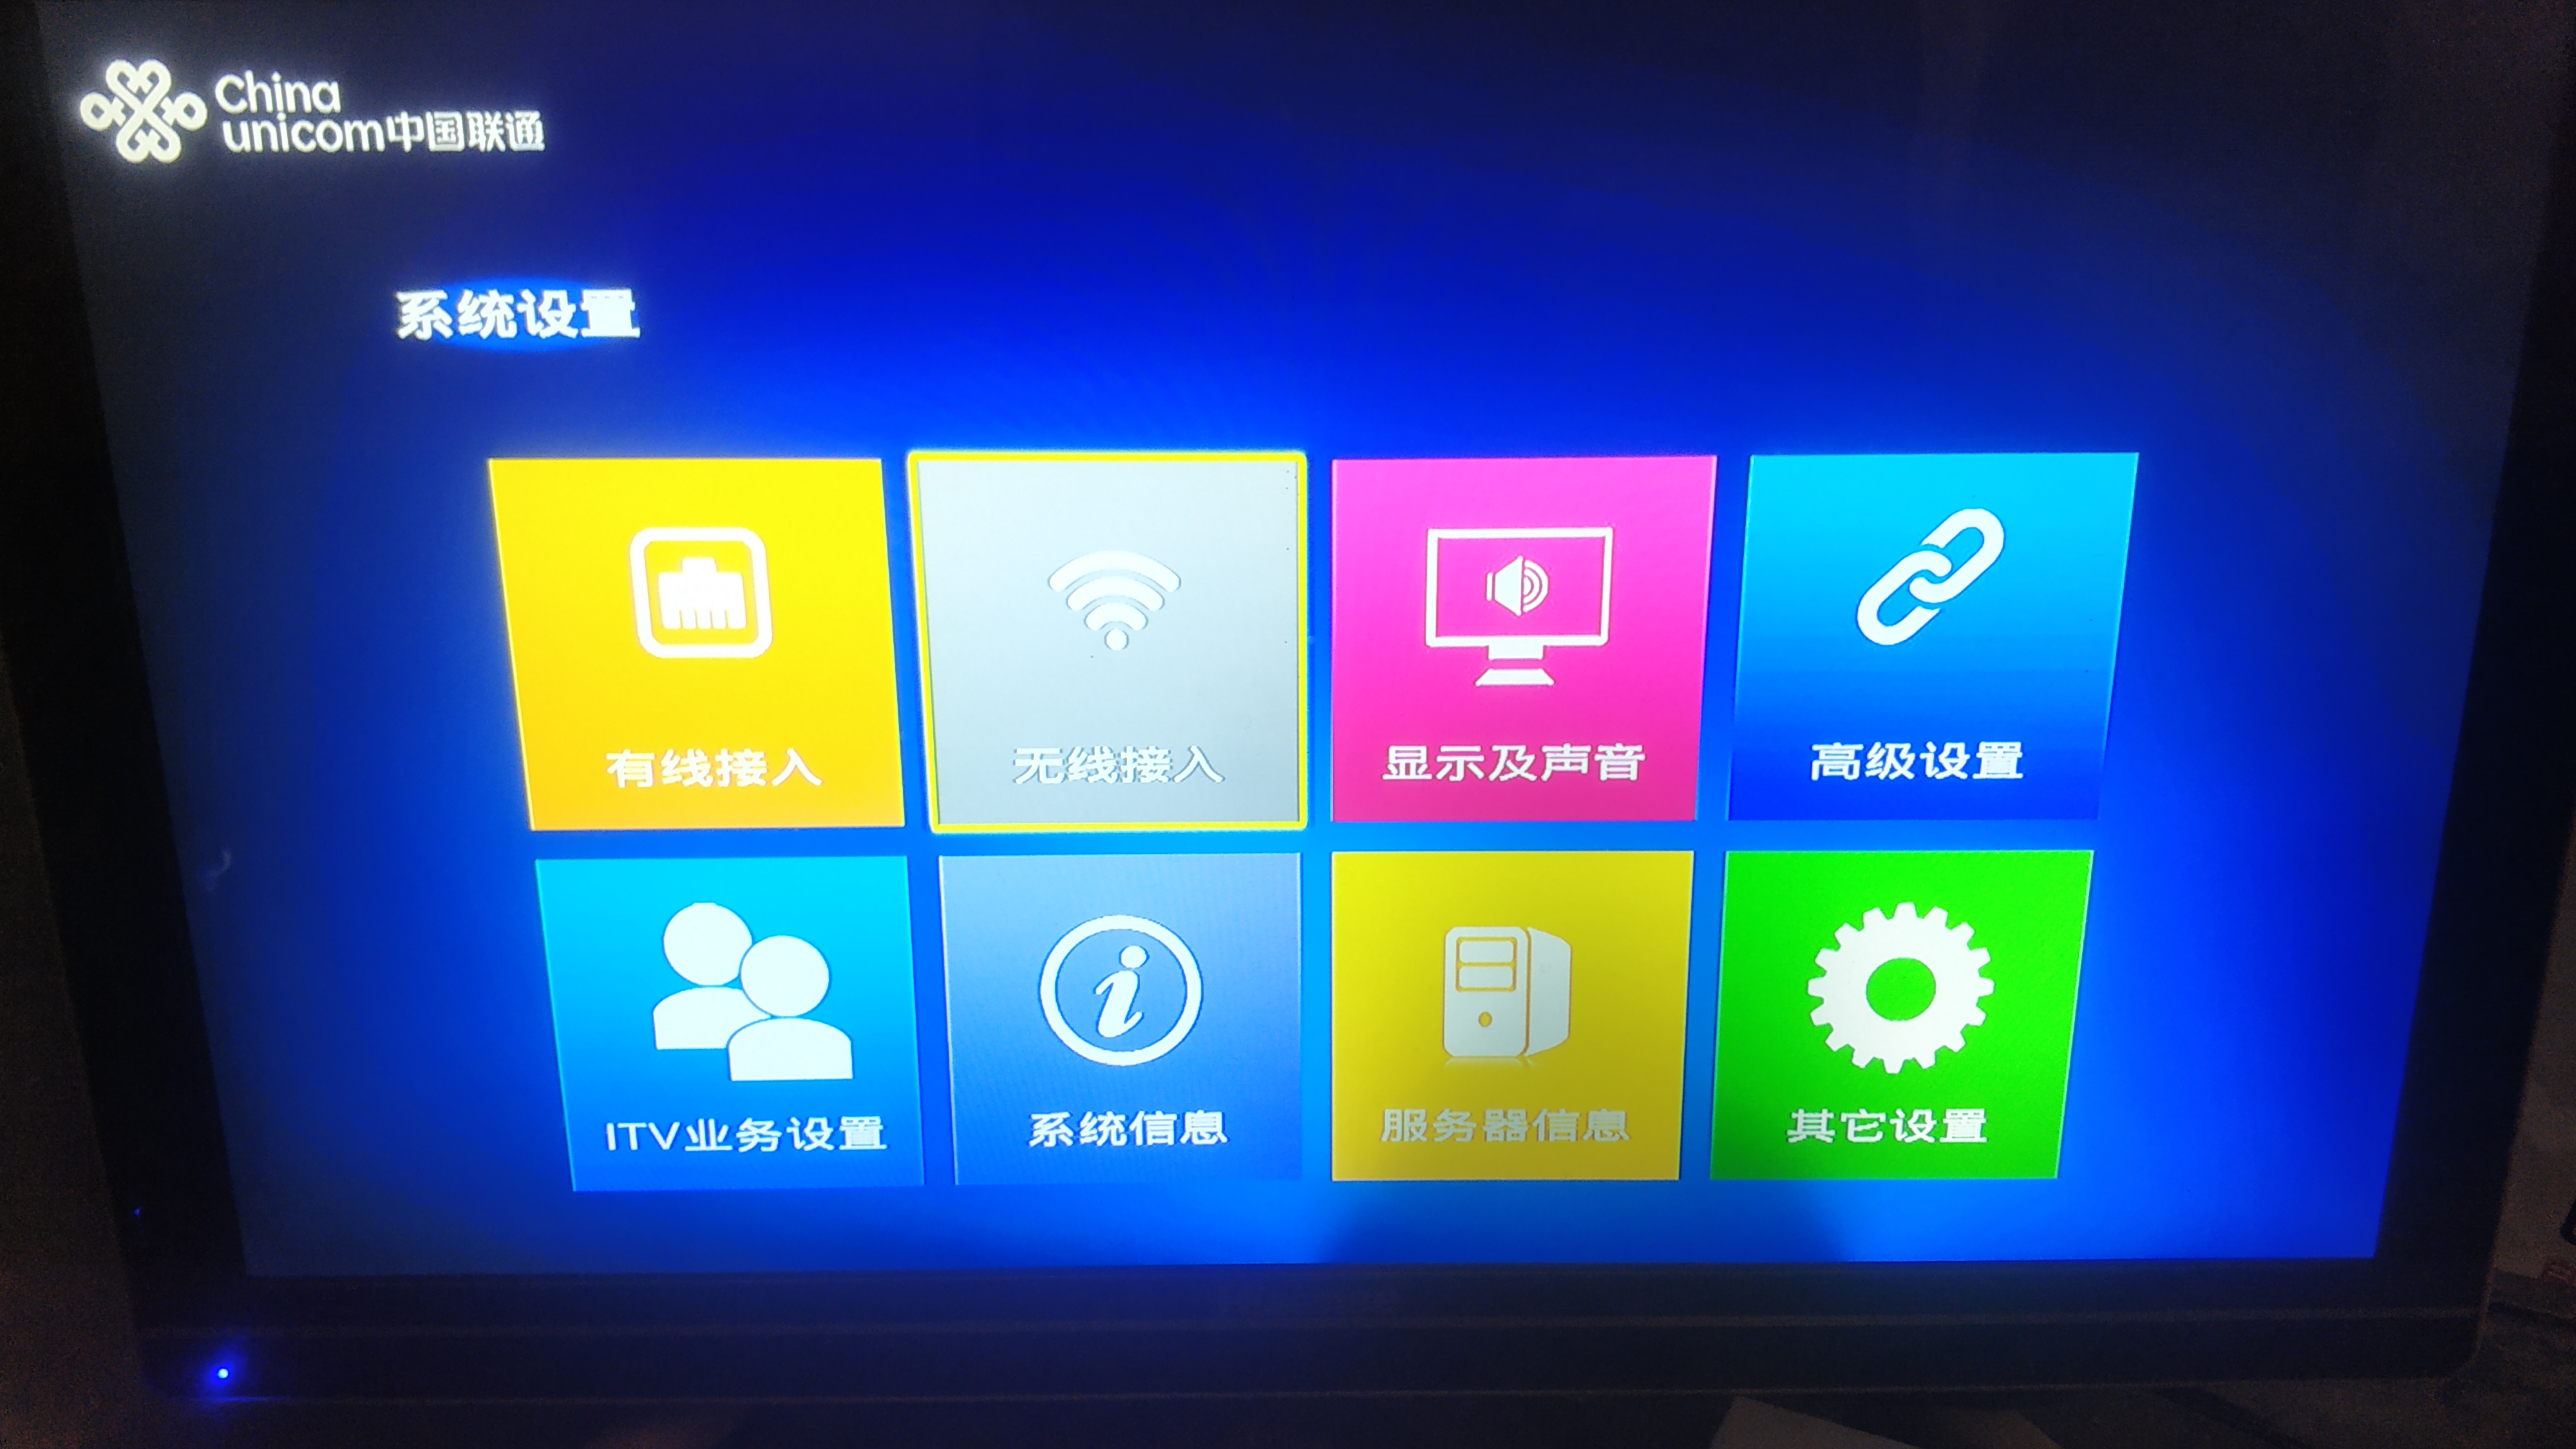 China
unicom中国联通
系统设置
有线接入
无线接入
显示及声音
高级设置
ITV业务设置
系统信息
服务器信息
其它设置